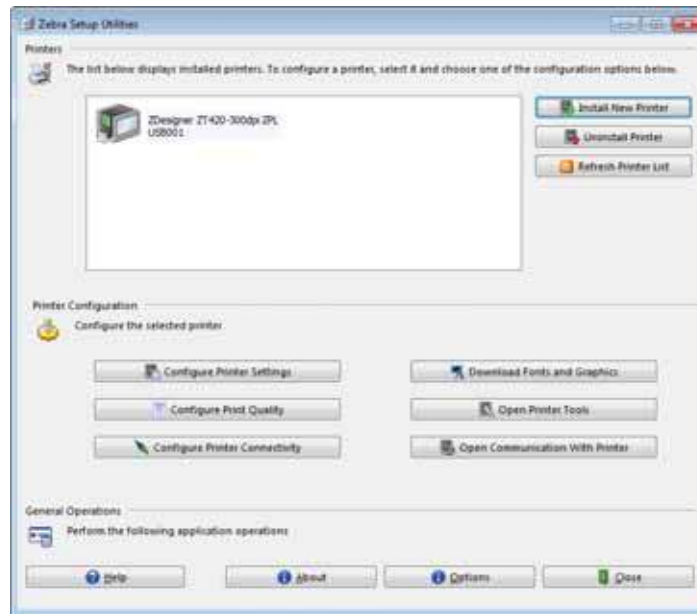 Zebra Setup Utilities
Printers
The list below displays installed printers. To configure a printer, select it and choose one of the configuration options below.
ZDesigner ZT420-300dpi ZPL
USB001
Install New Printer
Uninstall Printer
Refresh Printer List
Printer Configuration
Configure the selected printer
Configure Printer Settings
Download Fonts and Graphics
Configure Print Quality
Open Printer Tools
Configure Printer Connectivity
Open Communication With Printer
General Operations
Perform the following application operations
Help
About
Options
Close